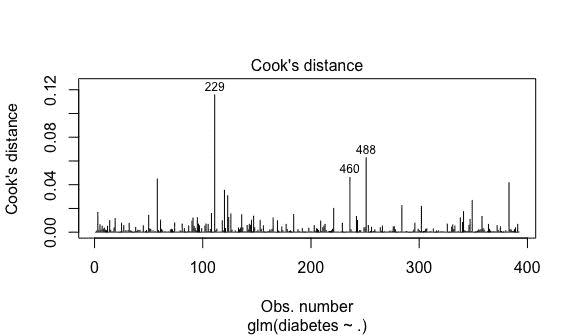 Cook's distance
Cook's distance
0.00 0.04 0.08 0.12
229
488
460
0 100 200 300 400
Obs. number
glm(diabetes ~ .)